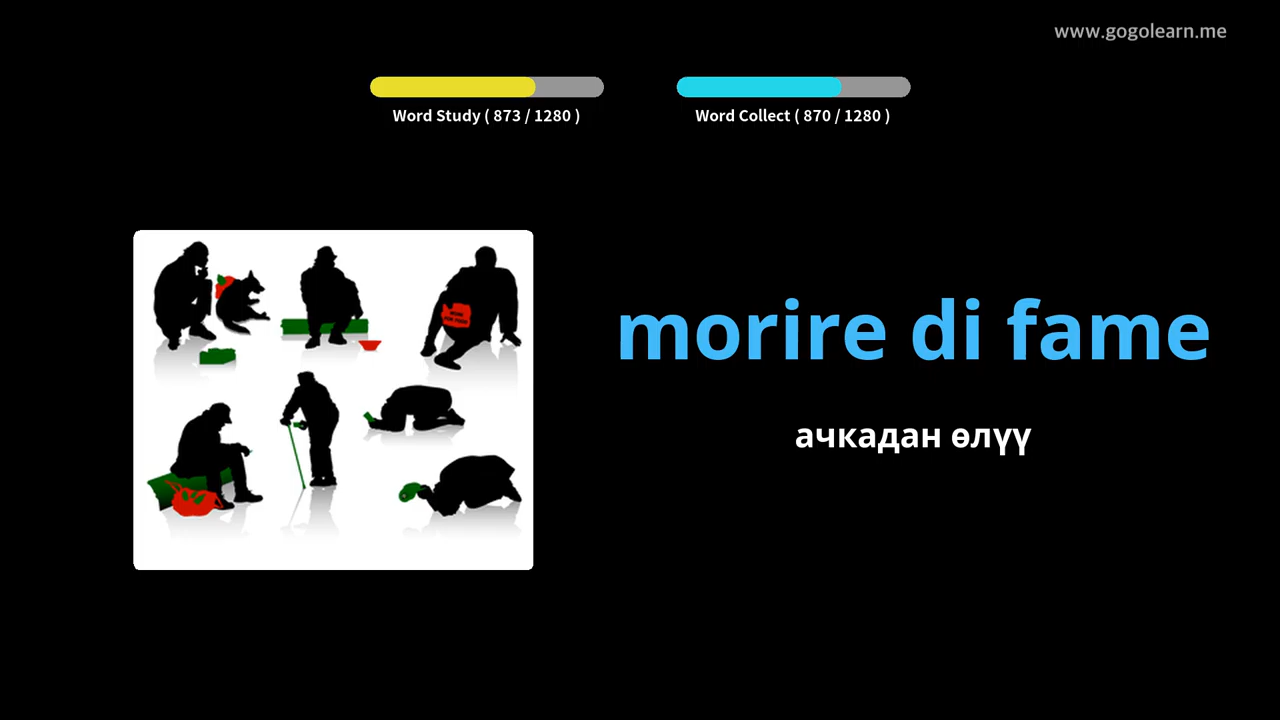 www.gogolearn.me
Word Study ( 873 / 1280 )
Word Collect ( 870 / 1280 )
morire di fame
ачкадан өлүү